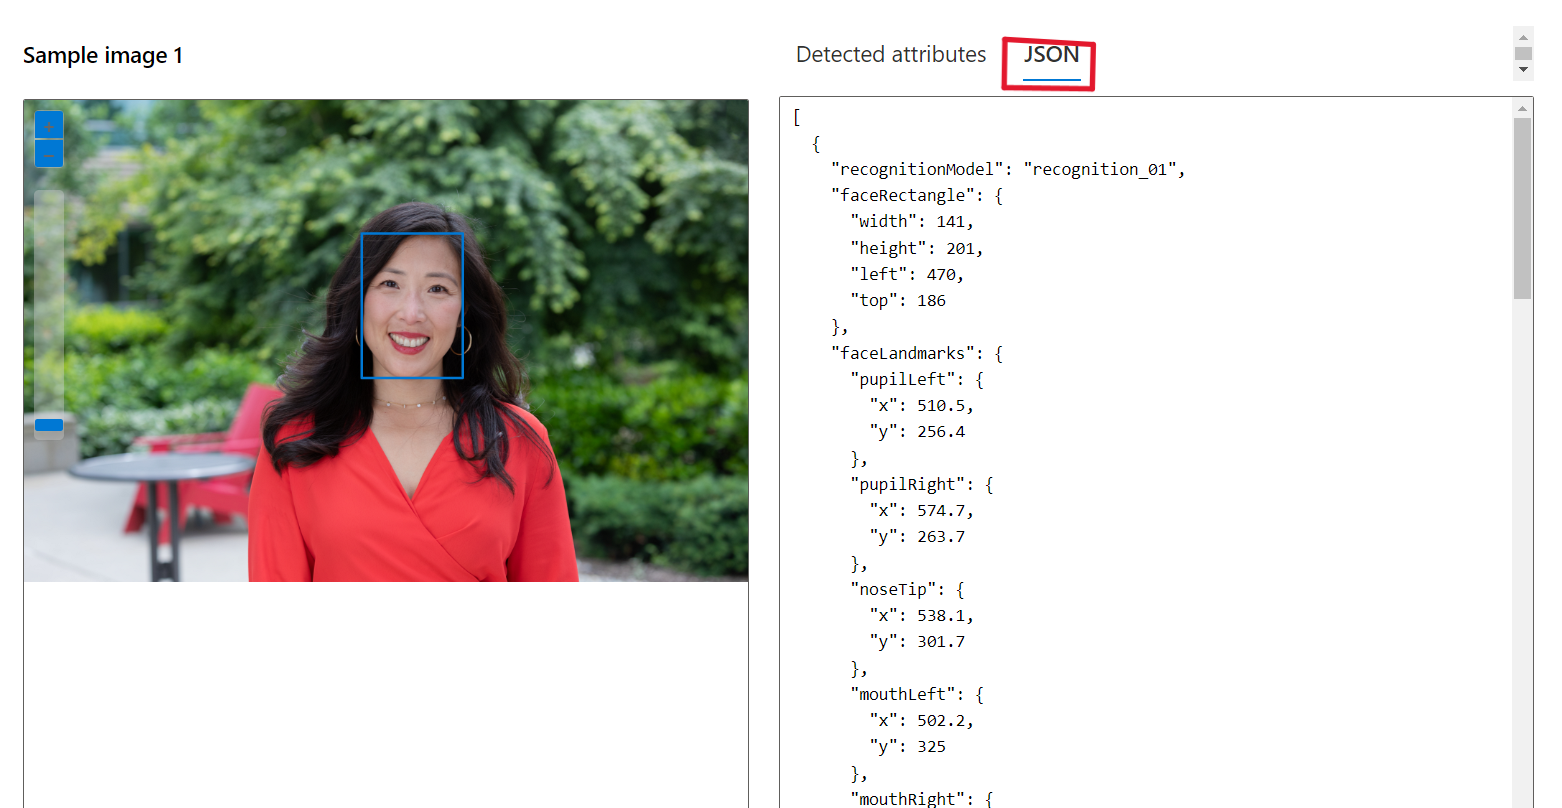 Sample image 1
Detected attributes JSON
[
{
"recognitionModel": "recognition_01",
"faceRectangle": {
"width": 141,
"height": 201,
"left": 470,
"top": 186
},
"faceLandmarks": {
"pupilLeft": {
"x": 510.5,
"y": 256.4
},
"pupilRight": {
"x": 574.7,
"y": 263.7
},
"noseTip": {
"x": 538.1,
"y": 301.7
},
"mouthLeft": {
"x": 502.2,
"y": 325
},
"mouthRight": {